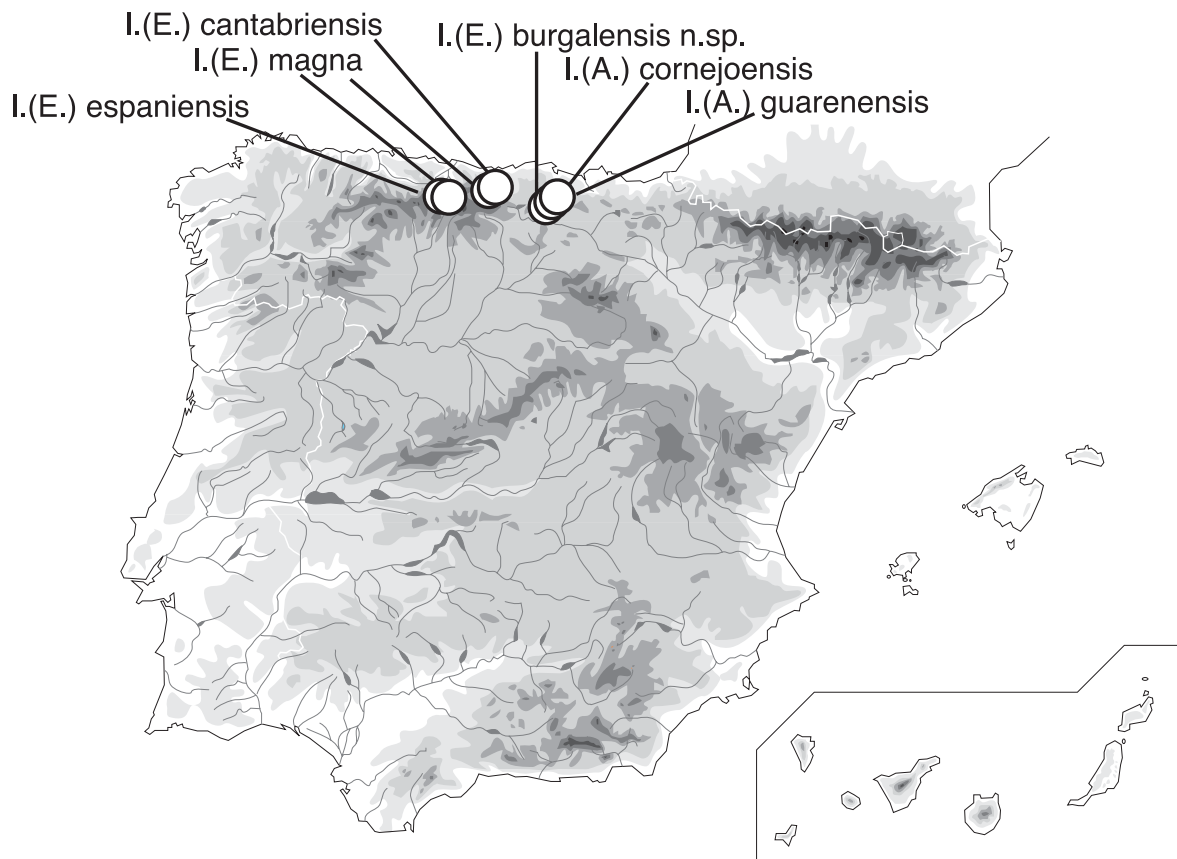 I.(E.) cantabriensis
I.(E.) burgalensis n.sp.
I.(E.) magna
I.(A.) cornejoensis
I.(E.) espaniensis
I.(A.) guarenensis